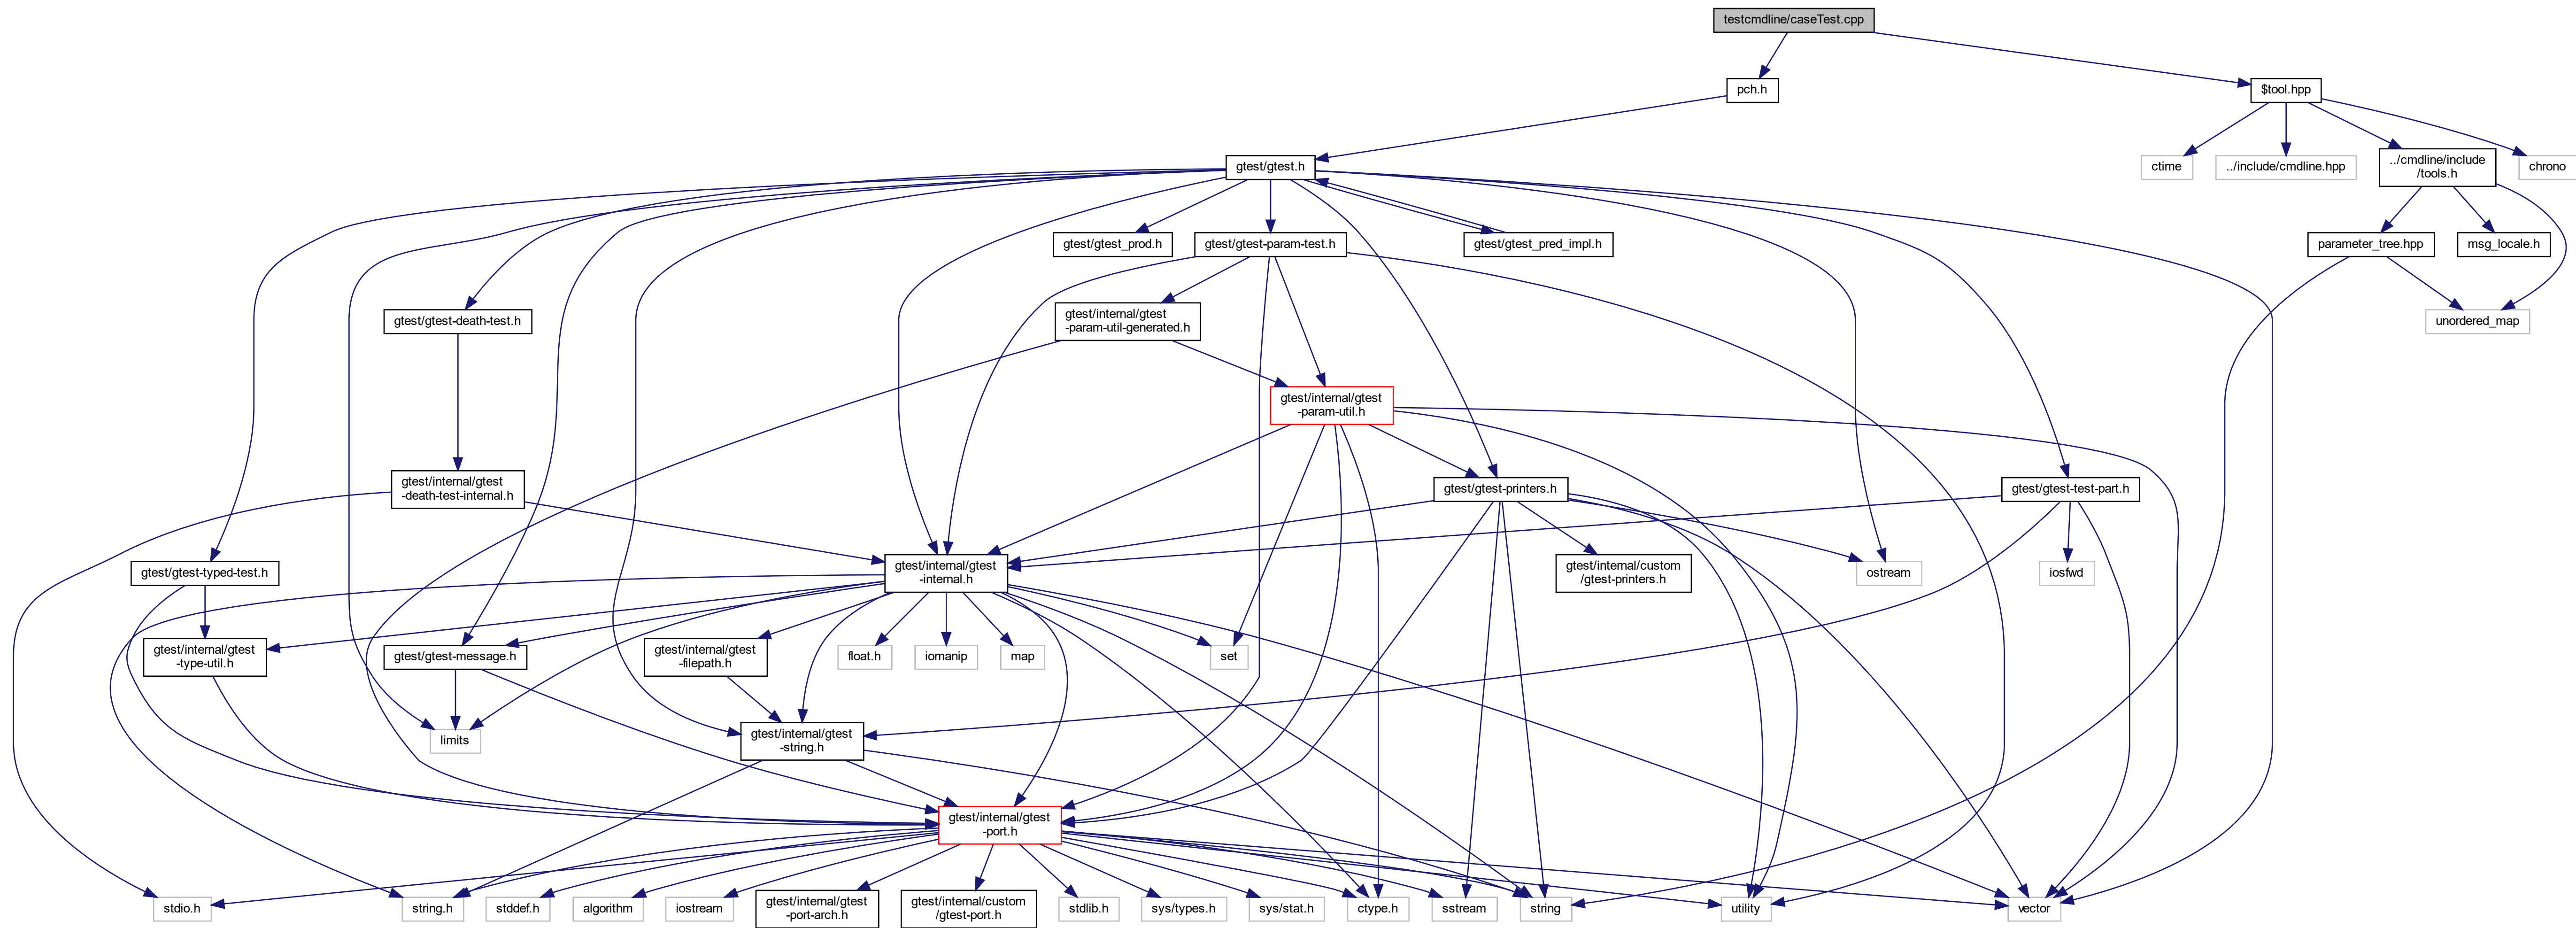 testcmdline/caseTest.cpp
pch.h
$tool.hpp
gtest/gtest.h
ctime
../include/cmdline.hpp
../cmdline/include
/tools.h
chrono
gtest/gtest_prod.h
gtest/gtest-param-test.h
gtest/gtest_pred_impl.h
parameter_tree.hpp
msg_locale.h
gtest/gtest-death-test.h
gtest/internal/gtest
-param-util-generated.h
unordered_map
gtest/internal/gtest
-param-util.h
gtest/internal/gtest
-death-test-internal.h
gtest/gtest-printers.h
gtest/gtest-test-part.h
gtest/gtest-typed-test.h
gtest/internal/gtest
-internal.h
gtest/internal/custom
/gtest-printers.h
ostream
iosfwd
gtest/internal/gtest
-type-util.h
gtest/gtest-message.h
gtest/internal/gtest
-filepath.h
float.h
iomanip
map
set
limits
gtest/internal/gtest
-string.h
gtest/internal/gtest
-port.h
stdio.h
string.h
stddef.h
algorithm
iostream
gtest/internal/gtest
-port-arch.h
gtest/internal/custom
/gtest-port.h
stdlib.h
sys/types.h
sys/stat.h
ctype.h
sstream
string
utility
vector